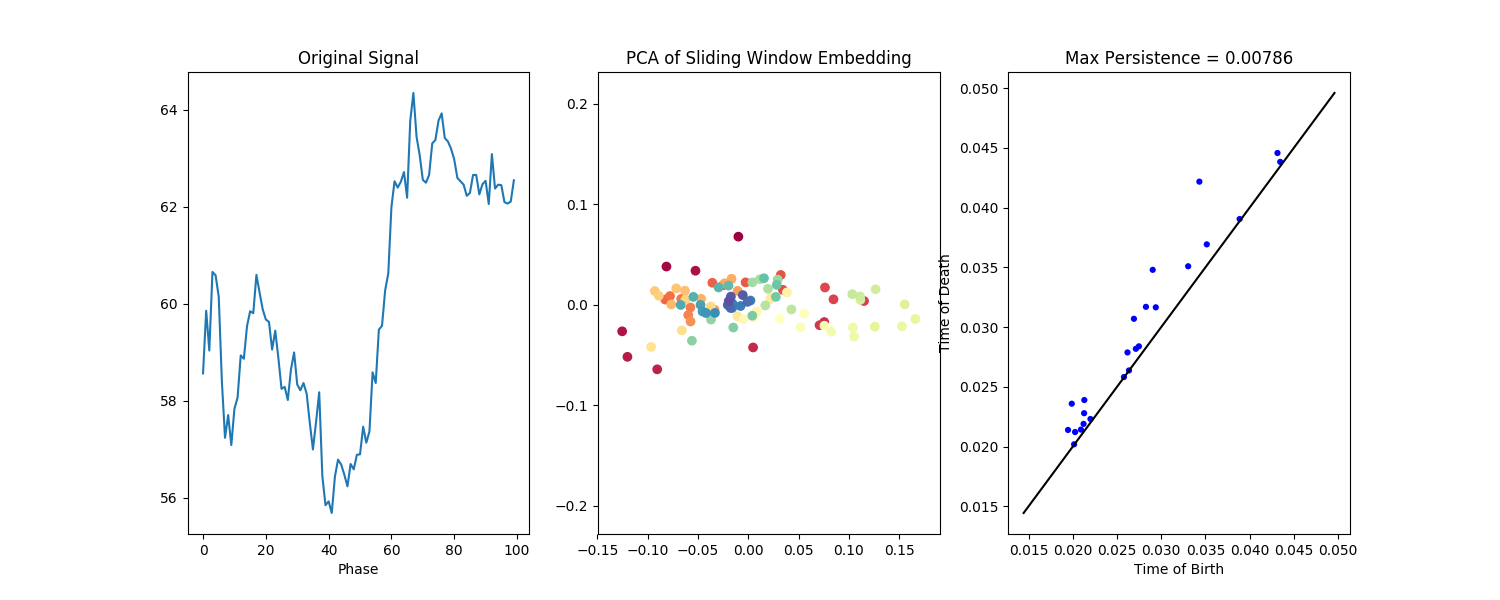 Original Signal
64
62
60
58
56
0 20 40 60 80 100
Phase
PCA of Sliding Window Embedding
0.2
0.1
0.0
−0.1
−0.2
−0.15 −0.10 −0.05 0.00 0.05 0.10 0.15
Max Persistence = 0.00786
Time of Death
0.050
0.045
0.040
0.035
0.030
0.025
0.020
0.015
0.015 0.020 0.025 0.030 0.035 0.040 0.045 0.050
Time of Birth